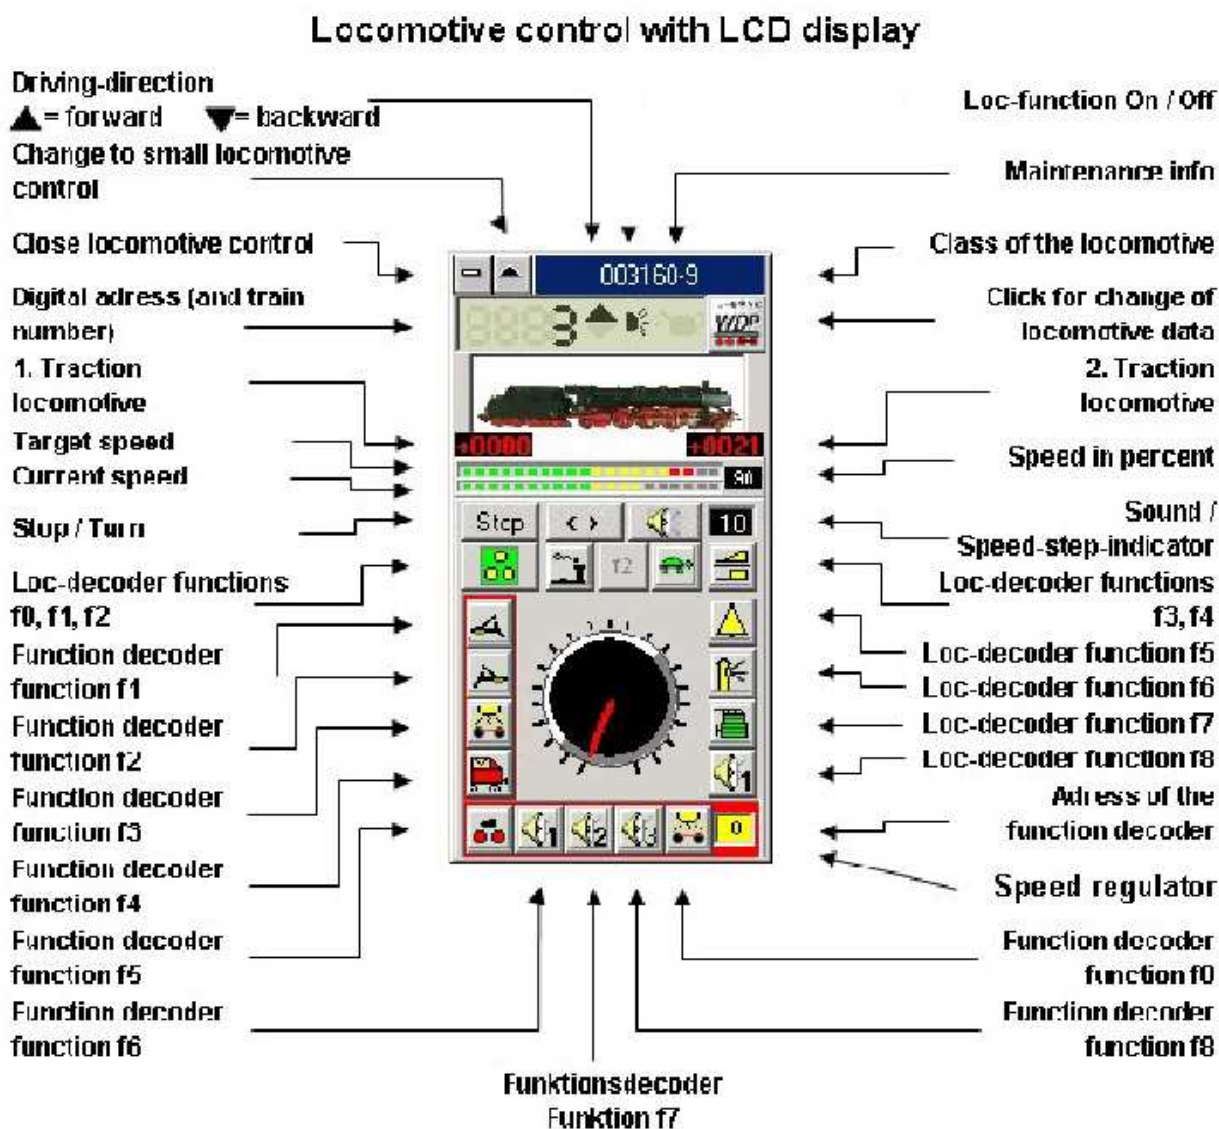 Locomotive control with LCD display
Driving-direction
▲= forward ▼= backward
Change to small locomotive
control
Close locomotive control
Digital adress (and train
number)
1. Traction
locomotive
Target speed
Current speed
Stop / Turn
Loc-decoder functions
f0, f1, f2
Function decoder
function f1
Function decoder
function f2
Function decoder
function f3
Function decoder
function f4
Function decoder
function f5
Function decoder
function f6
003160-9
3
WDP
+0000
+0021
80
Stop
< >
10
f2
1
1
2
3
0
Funktionsdecoder
Funktion f7
Loc-function On / Off
Maintenance info
Class of the locomotive
Click for change of
locomotive data
2. Traction
locomotive
Speed in percent
Sound /
Speed-step-indicator
Loc-decoder functions
f3, f4
Loc-decoder function f5
Loc-decoder function f6
Loc-decoder function f7
Loc-decoder function f8
Adress of the
function decoder
Speed regulator
Function decoder
function f0
Function decoder
function f8